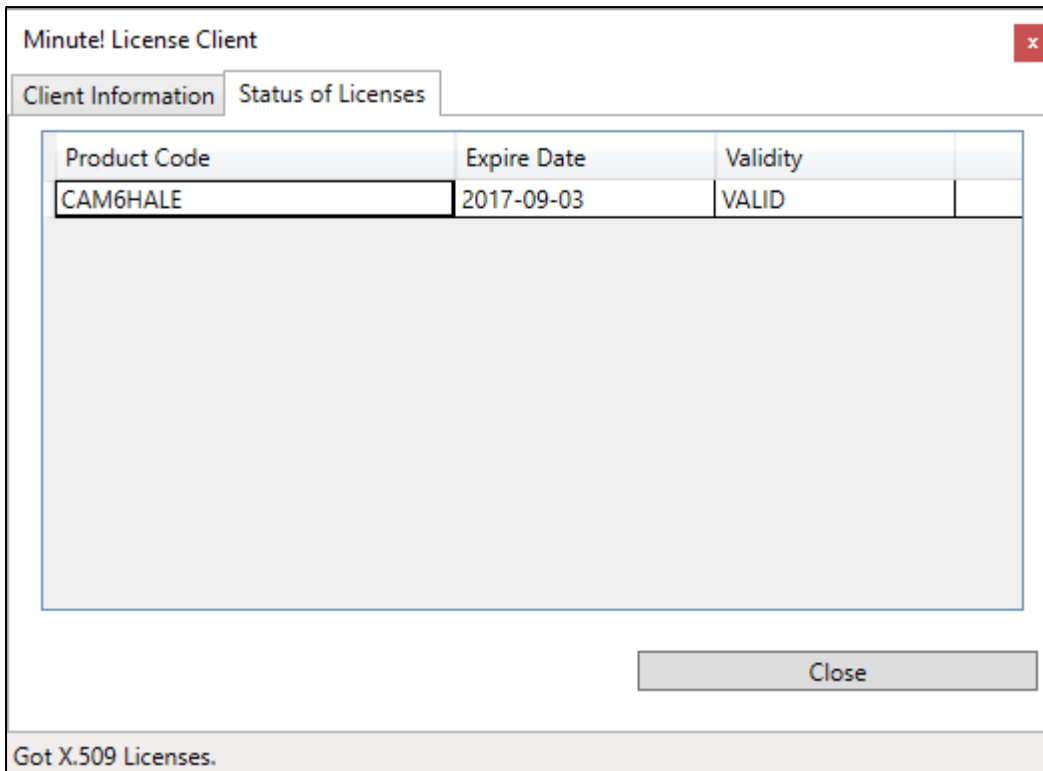 Minute! License Client
x
Client Information Status of Licenses
Product Code Expire Date Validity
CAM6HALE 2017-09-03 VALID
Close
Got X.509 Licenses.